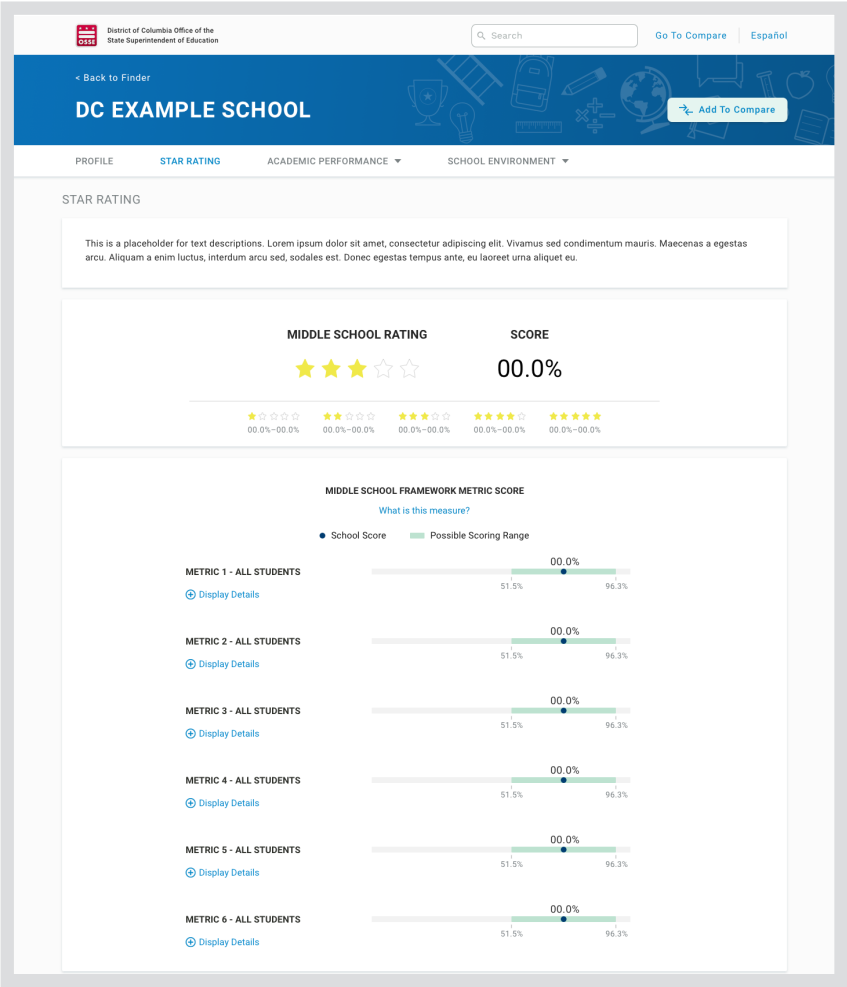 OSSE
District of Columbia Office of the
State Superintendent of Education
Search
Go To Compare
Español
< Back to Finder
DC EXAMPLE SCHOOL
Add To Compare
PROFILE
STAR RATING
ACADEMIC PERFORMANCE
SCHOOL ENVIRONMENT
STAR RATING
This is a placeholder for text descriptions. Lorem ipsum dolor sit amet, consectetur adipiscing elit. Vivamus sed condimentum mauris. Maecenas a egestas
arcu. Aliquam a enim luctus, interdum arcu sed, sodales est. Donec egestas tempus ante, eu laoreet urna aliquet eu.
MIDDLE SCHOOL RATING
SCORE
00.0%
00.0%–00.0%
00.0%–00.0%
00.0%–00.0%
00.0%–00.0%
00.0%–00.0%
MIDDLE SCHOOL FRAMEWORK METRIC SCORE
What is this measure?
School Score
Possible Scoring Range
00.0%
METRIC 1 - ALL STUDENTS
51.5%
96.3%
Display Details
00.0%
METRIC 2 - ALL STUDENTS
51.5%
96.3%
Display Details
00.0%
METRIC 3 - ALL STUDENTS
51.5%
96.3%
Display Details
00.0%
METRIC 4 - ALL STUDENTS
51.5%
96.3%
Display Details
00.0%
METRIC 5 - ALL STUDENTS
51.5%
96.3%
Display Details
00.0%
METRIC 6 - ALL STUDENTS
51.5%
96.3%
Display Details